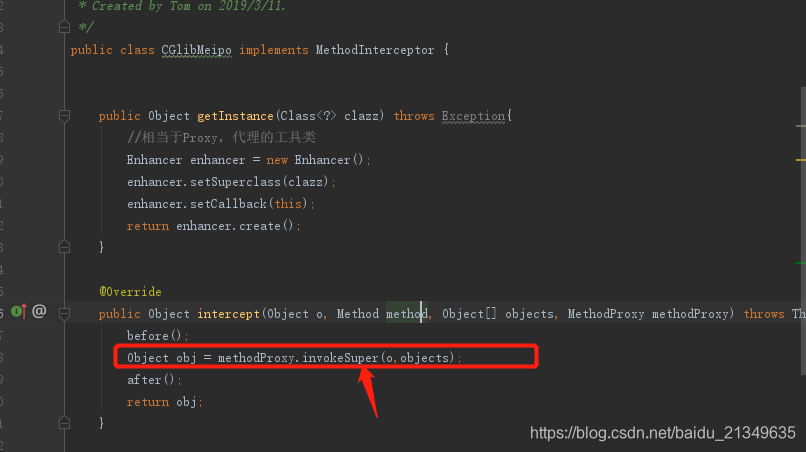 * Created by Tom on 2019/3/11.
*/
public class CGlibMeipo implements MethodInterceptor {
public Object getInstance(Class<?> clazz) throws Exception{
//相当于Proxy，代理的工具类
Enhancer enhancer = new Enhancer();
enhancer.setSuperclass(clazz);
enhancer.setCallback(this);
return enhancer.create();
}
@Override
public Object intercept(Object o, Method method, Object[] objects, MethodProxy methodProxy) throws Th
before();
Object obj = methodProxy.invokeSuper(o,objects);
after();
return obj;
}
https://blog.csdn.net/baidu_21349635